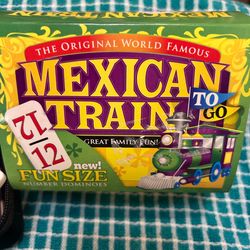 THE ORIGINAL WORLD FAMOUS
MEXICAN
TRAIN
TO
GO
GREAT FAMILY FUN!
12
12
new!
FUN SIZE
NUMBER DOMINOES